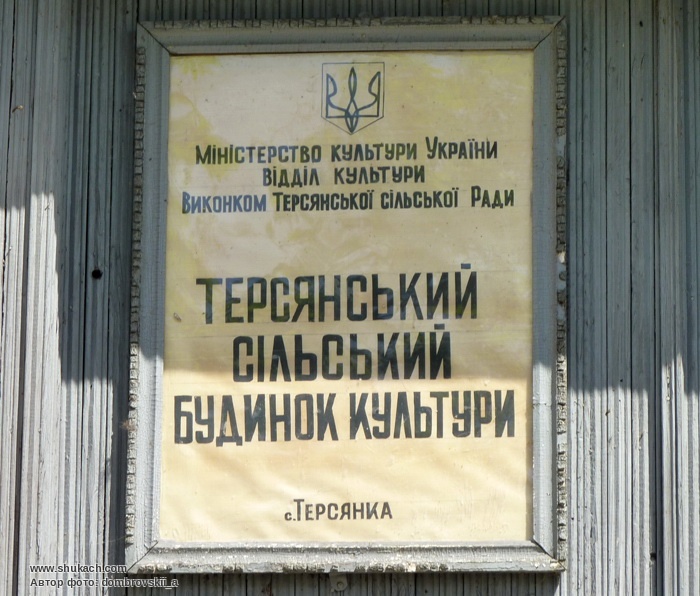 Міністерство культури України
відділ культури
Виконком Терсянської сільської Ради
ТЕРСЯНСЬКИЙ
СІЛЬСЬКИЙ
БУДИНОК КУЛЬТУРИ
с.Терсянка
www.shukach.com
Автор фото: dombrovskii_a